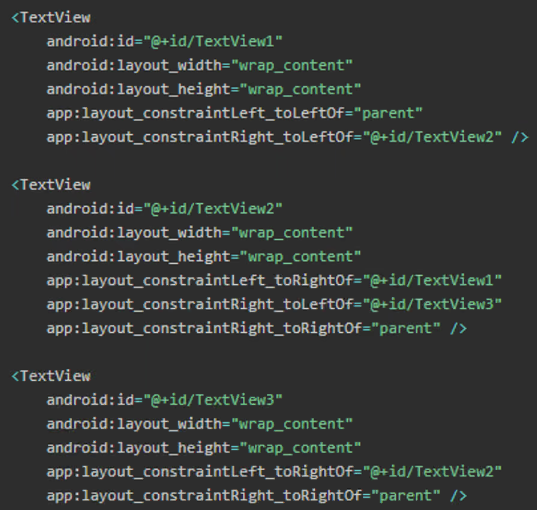 <TextView
android:id="@+id/TextView1"
android:layout_width="wrap_content"
android:layout_height="wrap_content"
app:layout_constraintLeft_toLeftOf="parent"
app:layout_constraintRight_toLeftOf="@+id/TextView2" />
<TextView
android:id="@+id/TextView2"
android:layout_width="wrap_content"
android:layout_height="wrap_content"
app:layout_constraintLeft_toRightOf="@+id/TextView1"
app:layout_constraintRight_toLeftOf="@+id/TextView3"
app:layout_constraintRight_toRightOf="parent" />
<TextView
android:id="@+id/TextView3"
android:layout_width="wrap_content"
android:layout_height="wrap_content"
app:layout_constraintLeft_toRightOf="@+id/TextView2"
app:layout_constraintRight_toRightOf="parent" />